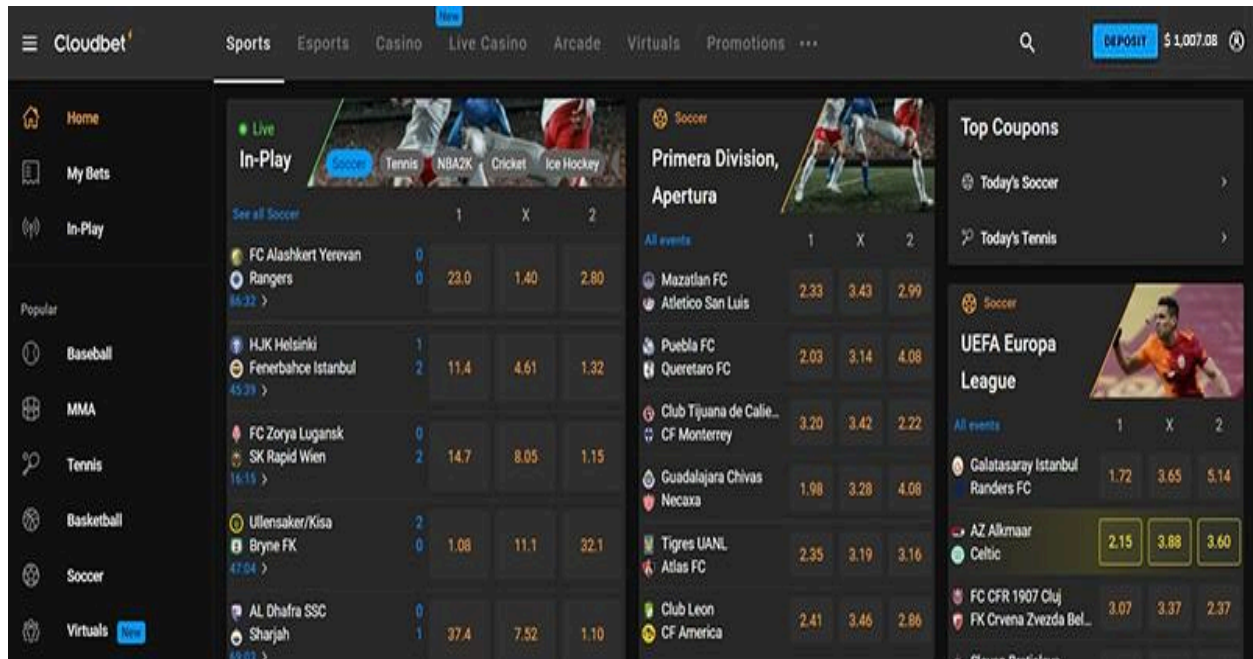 Cloudbet
Sports
Esports
Casino
New
Live Casino
Arcade
Virtuals
Promotions
DEPOSIT
$ 1,007.08
Home
My Bets
In-Play
Popular
Baseball
MMA
Tennis
Basketball
Soccer
Virtuals New
Live
In-Play
Soccer Tennis NBA2K Cricket Ice Hockey
See all Soccer 1 X 2
FC Alashkert Yerevan 0
Rangers 0 23.0 1.40 2.80
66:32
HJK Helsinki 1
Fenerbahce Istanbul 2 11.4 4.61 1.32
45:39
FC Zorya Lugansk 0
SK Rapid Wien 2 14.7 8.05 1.15
16:15
Ullensaker/Kisa 2
Bryne FK 0 1.08 11.1 32.1
47:04
AL Dhafra SSC 0
Sharjah 1 37.4 7.52 1.10
69:03
Soccer
Primera Division,
Apertura
All events 1 X 2
Mazatlan FC
Atletico San Luis 2.33 3.43 2.99
Puebla FC
Queretaro FC 2.03 3.14 4.08
Club Tijuana de Calie...
CF Monterrey 3.20 3.42 2.22
Guadalajara Chivas
Necaxa 1.98 3.28 4.08
Tigres UANL
Atlas FC 2.35 3.19 3.16
Club Leon
CF America 2.41 3.46 2.86
Top Coupons
Today's Soccer
Today's Tennis
Soccer
UEFA Europa
League
All events 1 X 2
Galatasaray Istanbul
Randers FC 1.72 3.65 5.14
AZ Alkmaar
Celtic 2.15 3.88 3.60
FC CFR 1907 Cluj
FK Crvena Zvezda Bel... 3.07 3.37 2.37